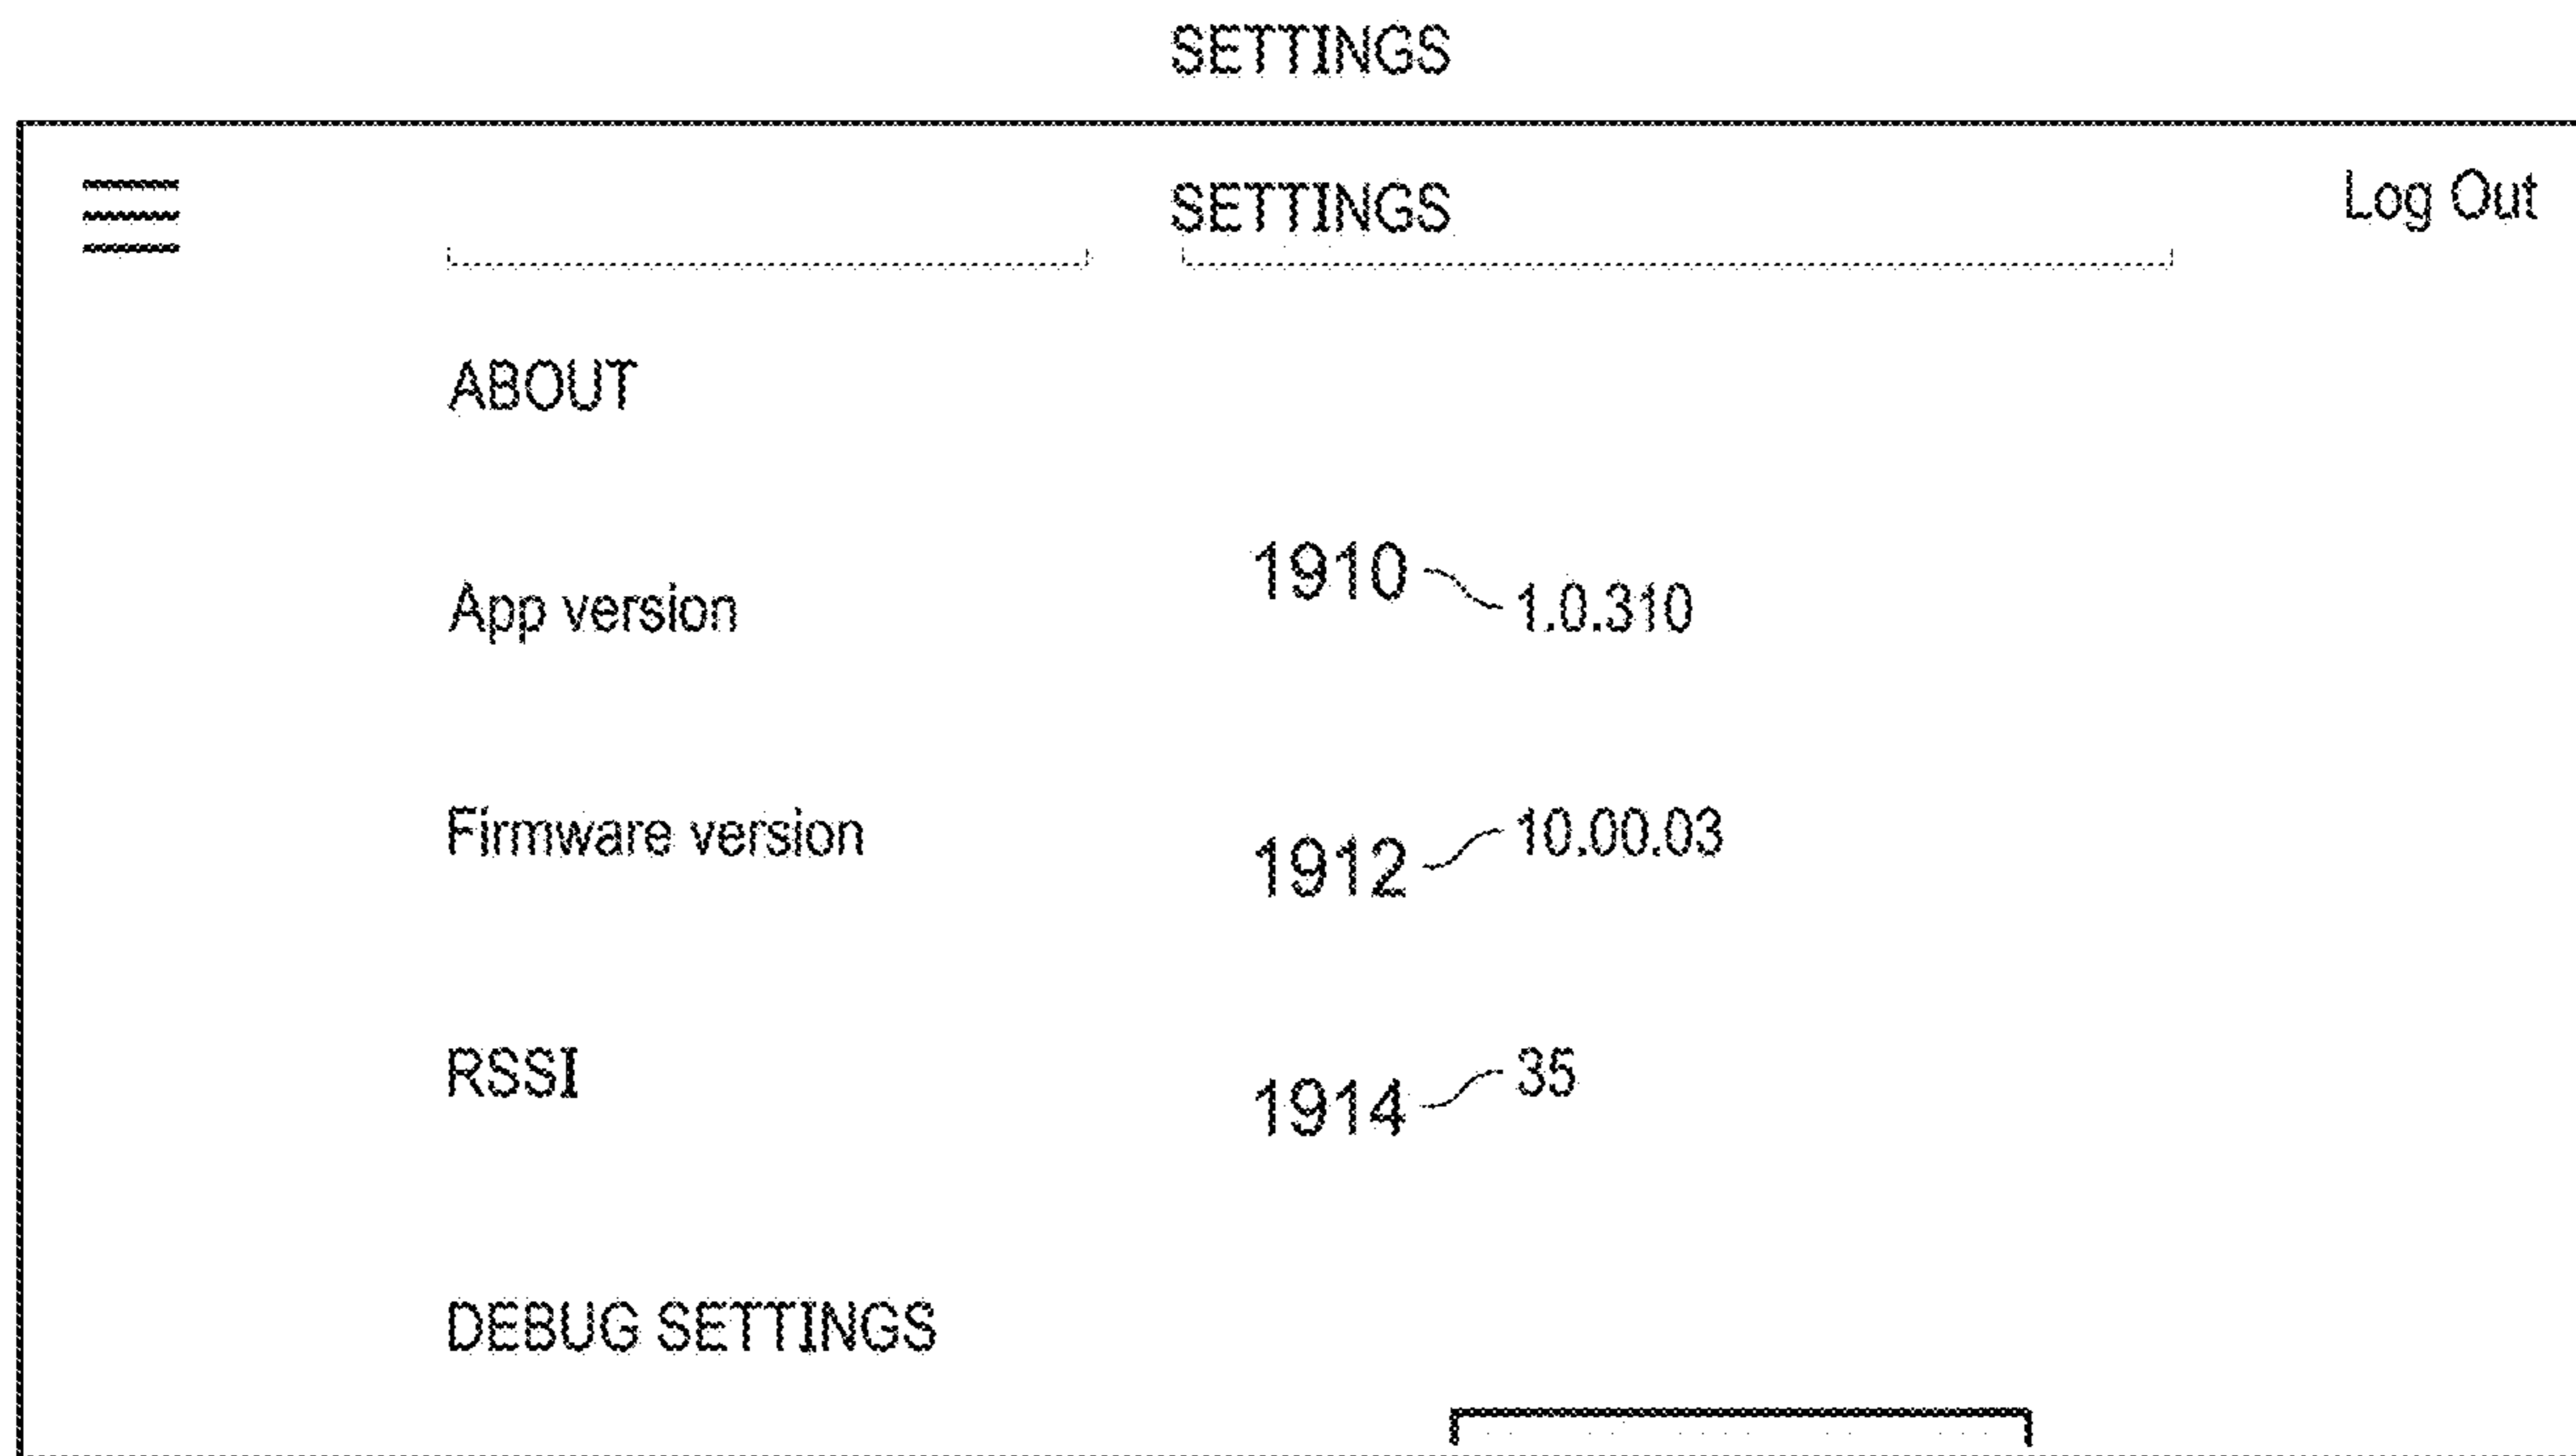 SETTINGS
SETTINGS Log Out
ABOUT
App version 1910 1.0.310
Firmware version 1912 10.00.03
RSSI 1914 35
DEBUG SETTINGS